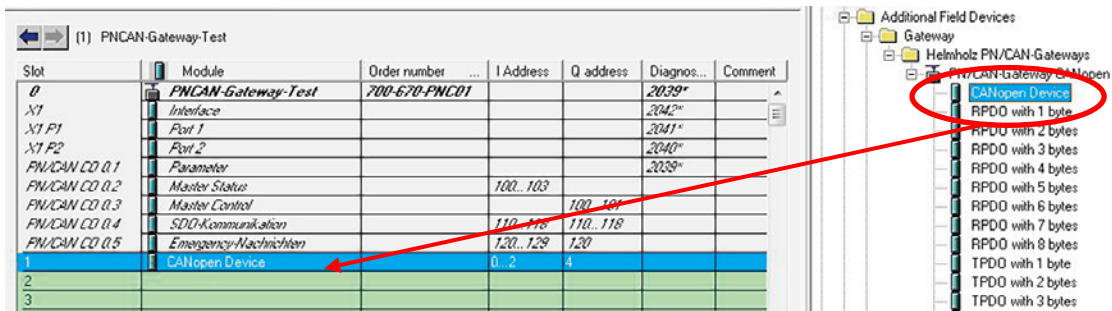 (1) PNCAN-Gateway-Test
Slot Module Order number ... I Address Q address Diagnos... Comment
0 PNCAN-Gateway-Test 700-670-PNC01 2039*
X1 Interface 2042*
X1 P1 Port 1 2041*
X1 P2 Port 2 2040*
PN/CAN CO 0.1 Parameter 2039*
PN/CAN CO 0.2 Master Status 100...103
PN/CAN CO 0.3 Master Control 100...101
PN/CAN CO 0.4 SDO-Kommunikation 110...118 110...118
PN/CAN CO 0.5 Emergency-Nachrichten 120...129 120
1 CANopen Device 0...2 4
2
3
Additional Field Devices
Gateway
Helmholz PN/CAN-Gateways
PN/CAN-Gateway CANopen
CANopen Device
RPDO with 1 byte
RPDO with 2 bytes
RPDO with 3 bytes
RPDO with 4 bytes
RPDO with 5 bytes
RPDO with 6 bytes
RPDO with 7 bytes
RPDO with 8 bytes
TPDO with 1 byte
TPDO with 2 bytes
TPDO with 3 bytes